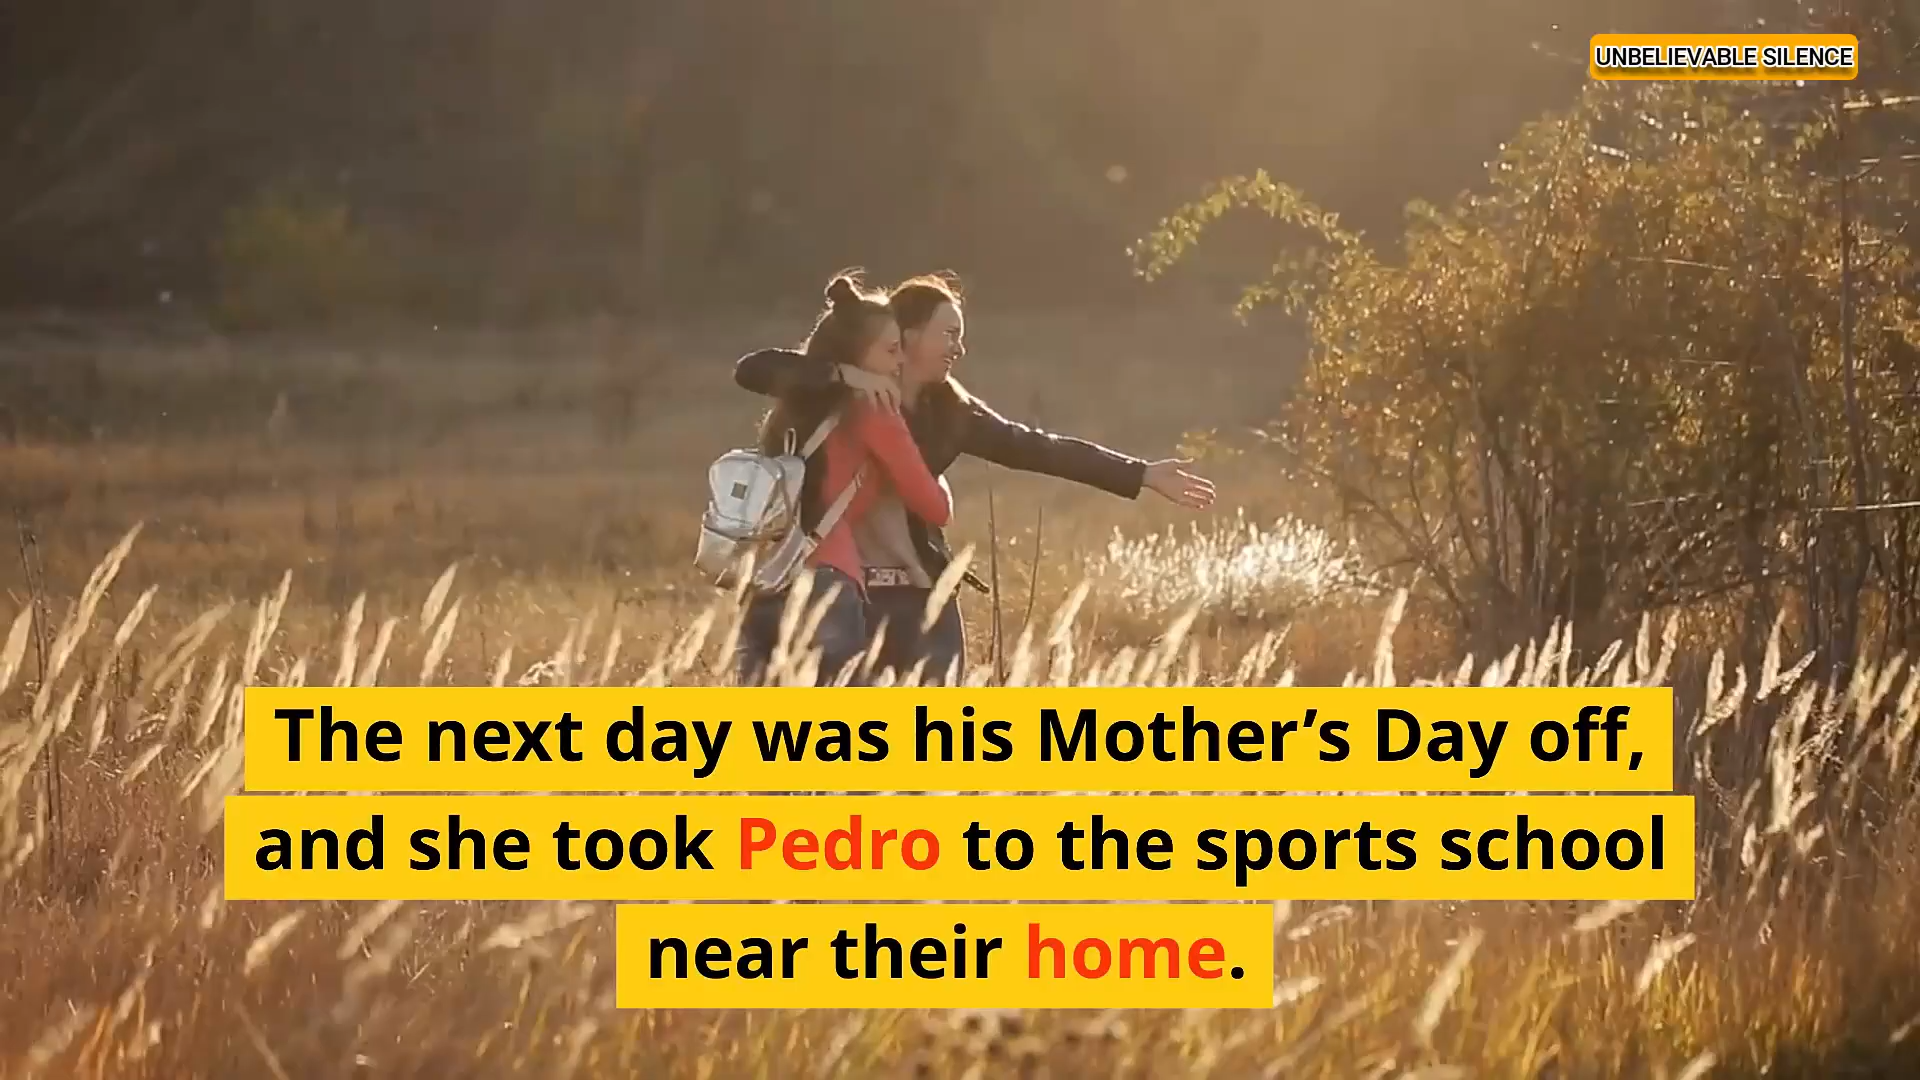 UNBELIEVABLE SILENCE
The next day was his Mother’s Day off,
and she took Pedro to the sports school
near their home.